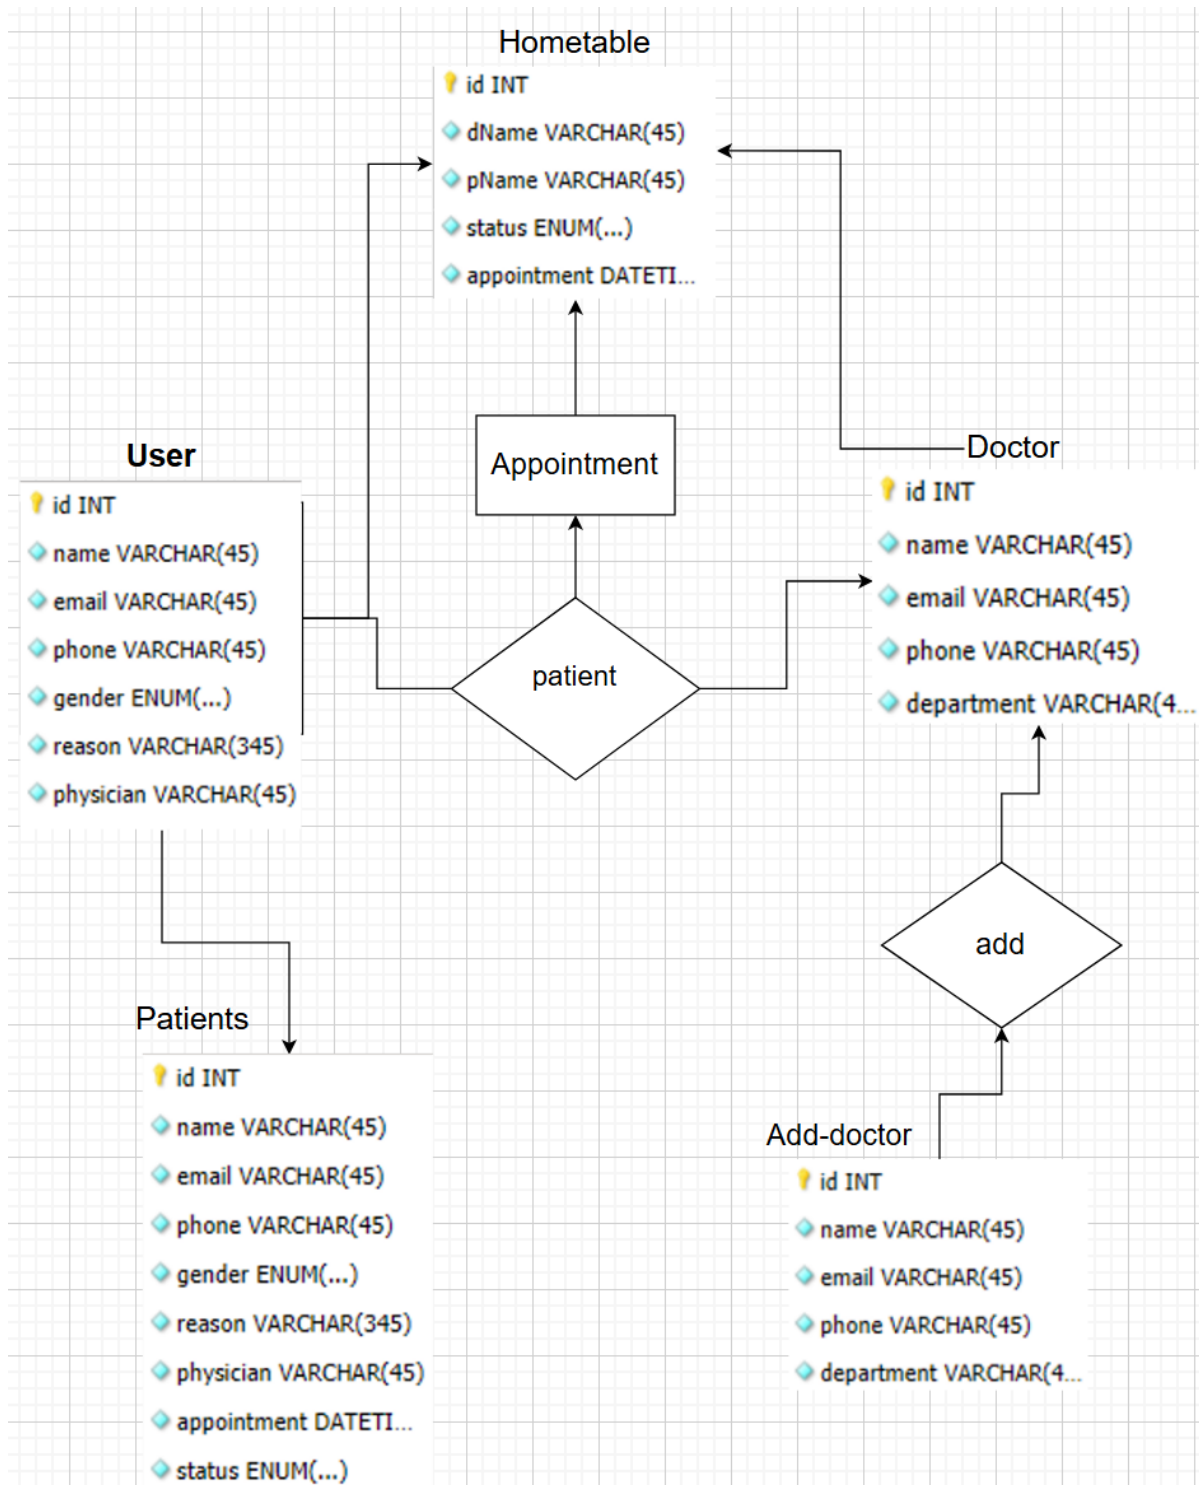 Hometable
id INT
dName VARCHAR(45)
pName VARCHAR(45)
status ENUM(...)
appointment DATETI...
Appointment
User
id INT
name VARCHAR(45)
email VARCHAR(45)
phone VARCHAR(45)
gender ENUM(...)
reason VARCHAR(345)
physician VARCHAR(45)
patient
Doctor
id INT
name VARCHAR(45)
email VARCHAR(45)
phone VARCHAR(45)
department VARCHAR(4...
add
Patients
id INT
name VARCHAR(45)
email VARCHAR(45)
phone VARCHAR(45)
gender ENUM(...)
reason VARCHAR(345)
physician VARCHAR(45)
appointment DATETI...
status ENUM(...)
Add-doctor
id INT
name VARCHAR(45)
email VARCHAR(45)
phone VARCHAR(45)
department VARCHAR(4...